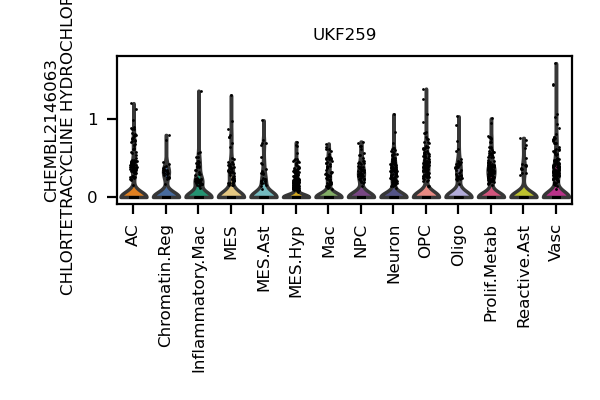 UKF259
CHEMBL2146063
CHLORTETRACYCLINE HYDROCHLOR
1
0
AC
Chromatin.Reg
Inflammatory.Mac
MES
MES.Ast
MES.Hyp
Mac
NPC
Neuron
OPC
Oligo
Prolif.Metab
Reactive.Ast
Vasc